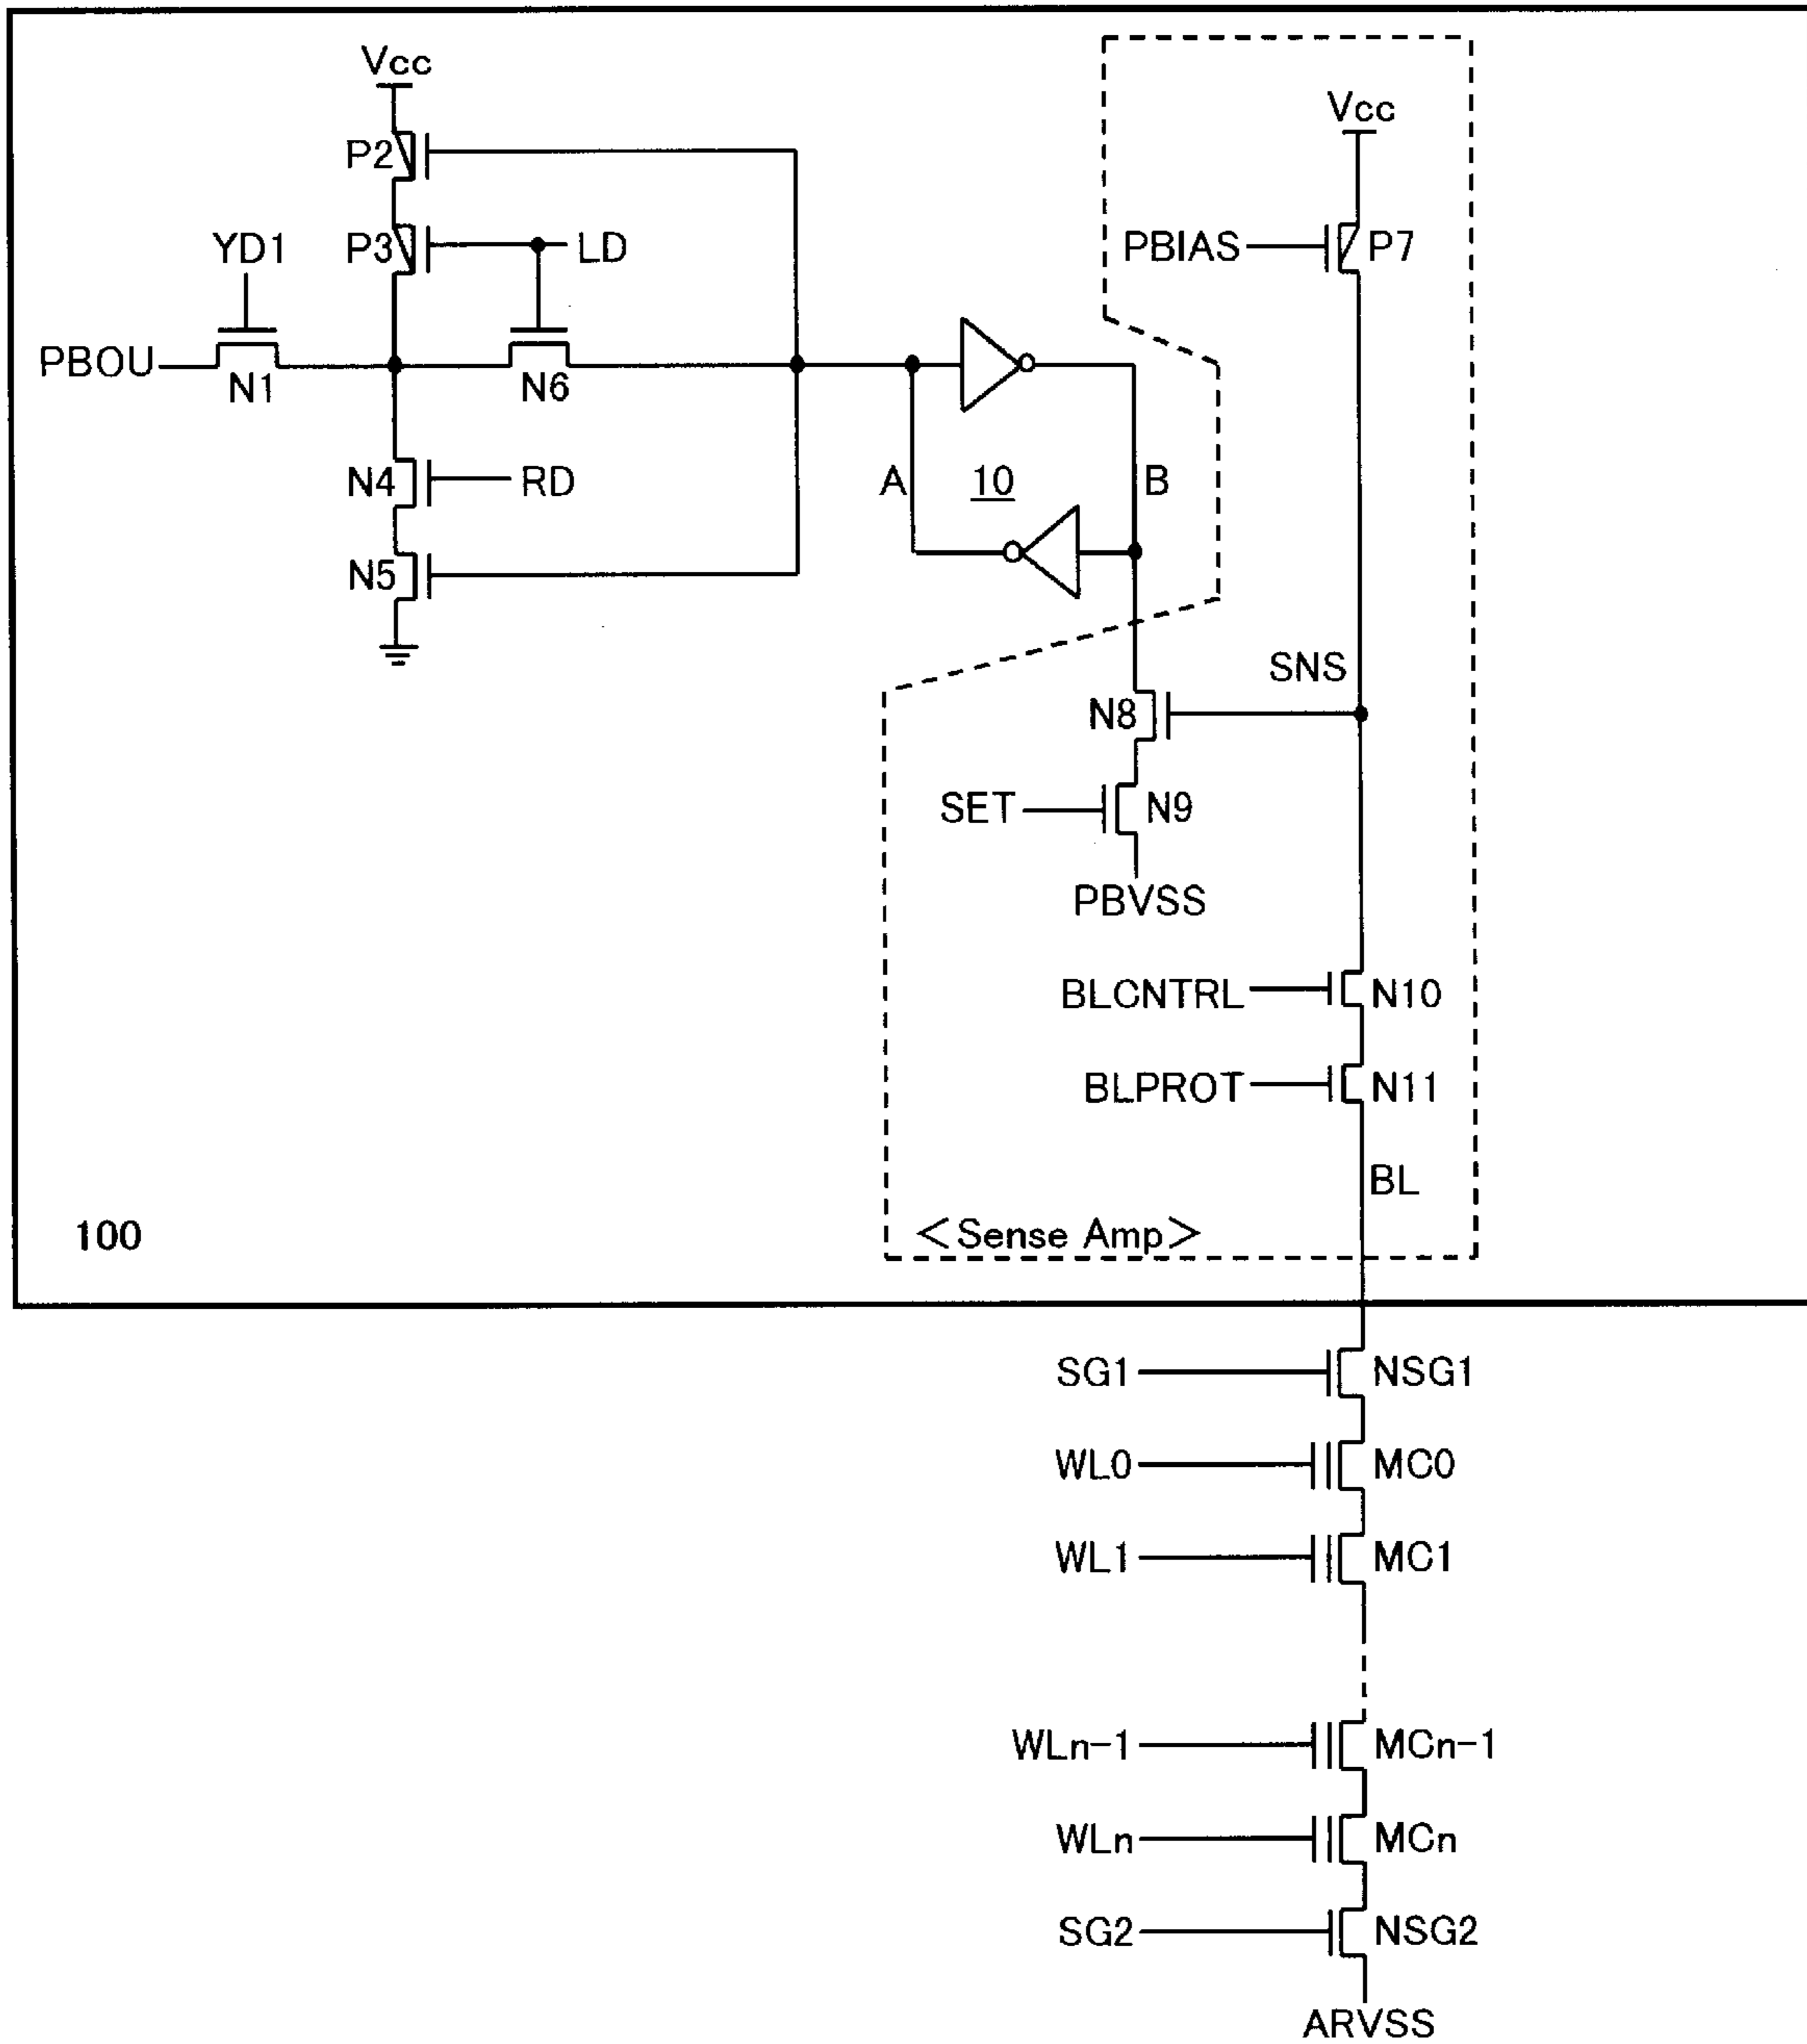 Vcc
Vcc
P2
YD1
P3
LD
PBIAS
P7
PBOU
N1
N6
N4
RD
A
10
B
N5
SNS
N8
SET
N9
PBVSS
BLCNTRL
N10
BLPROT
N11
BL
100
<Sense Amp>
SG1
NSG1
WL0
MC0
WL1
MC1
WLn-1
MCn-1
WLn
MCn
SG2
NSG2
ARVSS